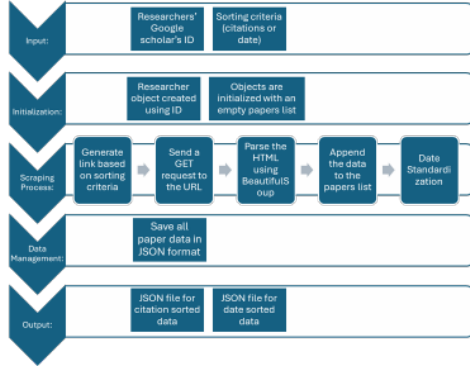 Input:
Researchers'
Google
scholar's ID
Sorting criteria
(citations or
date)
Initialization:
Researcher
object created
using ID
Objects are
initialized with an
empty papers list
Scraping
Process:
Generate
link based
on sorting
criteria
Send a
GET
request to
the URL
Parse the
HTML
using
BeautifulS
oup
Append
the data
to the
papers list
Date
Standardi
zation
Data
Management:
Save all
paper data in
JSON format
Output:
JSON file for
citation sorted
data
JSON file for
date sorted
data